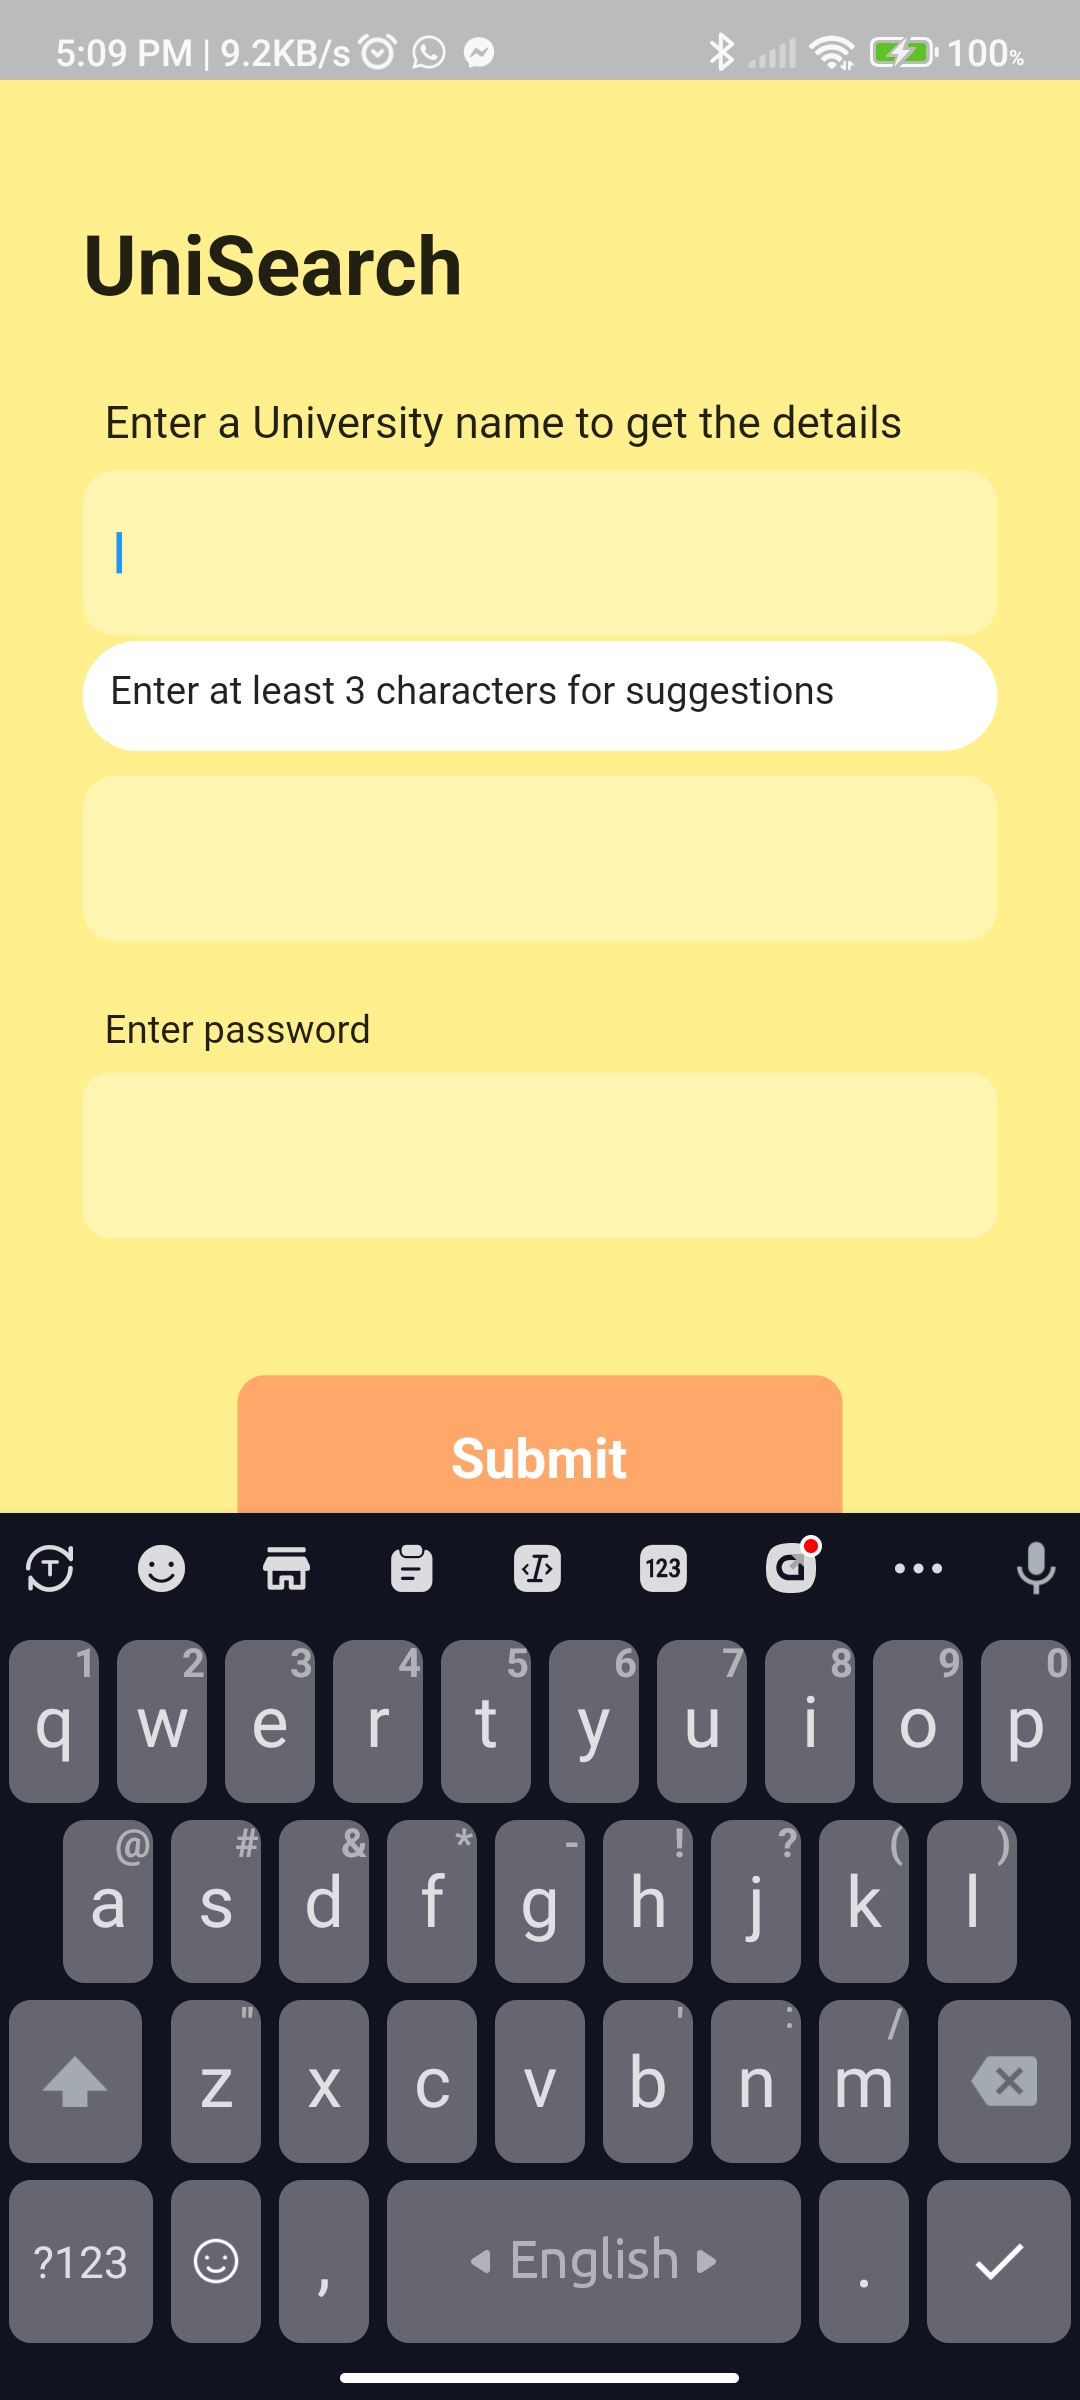 5:09 PM | 9.2KB/s 100%
UniSearch
Enter a University name to get the details
Enter at least 3 characters for suggestions
Enter password
Submit
T I 123
1 2 3 4 5 6 7 8 9 0
q w e r t y u i o p
@ # & * - ! ? ( )
a s d f g h j k l
" ' : /
z x c v b n m
?123 , English .